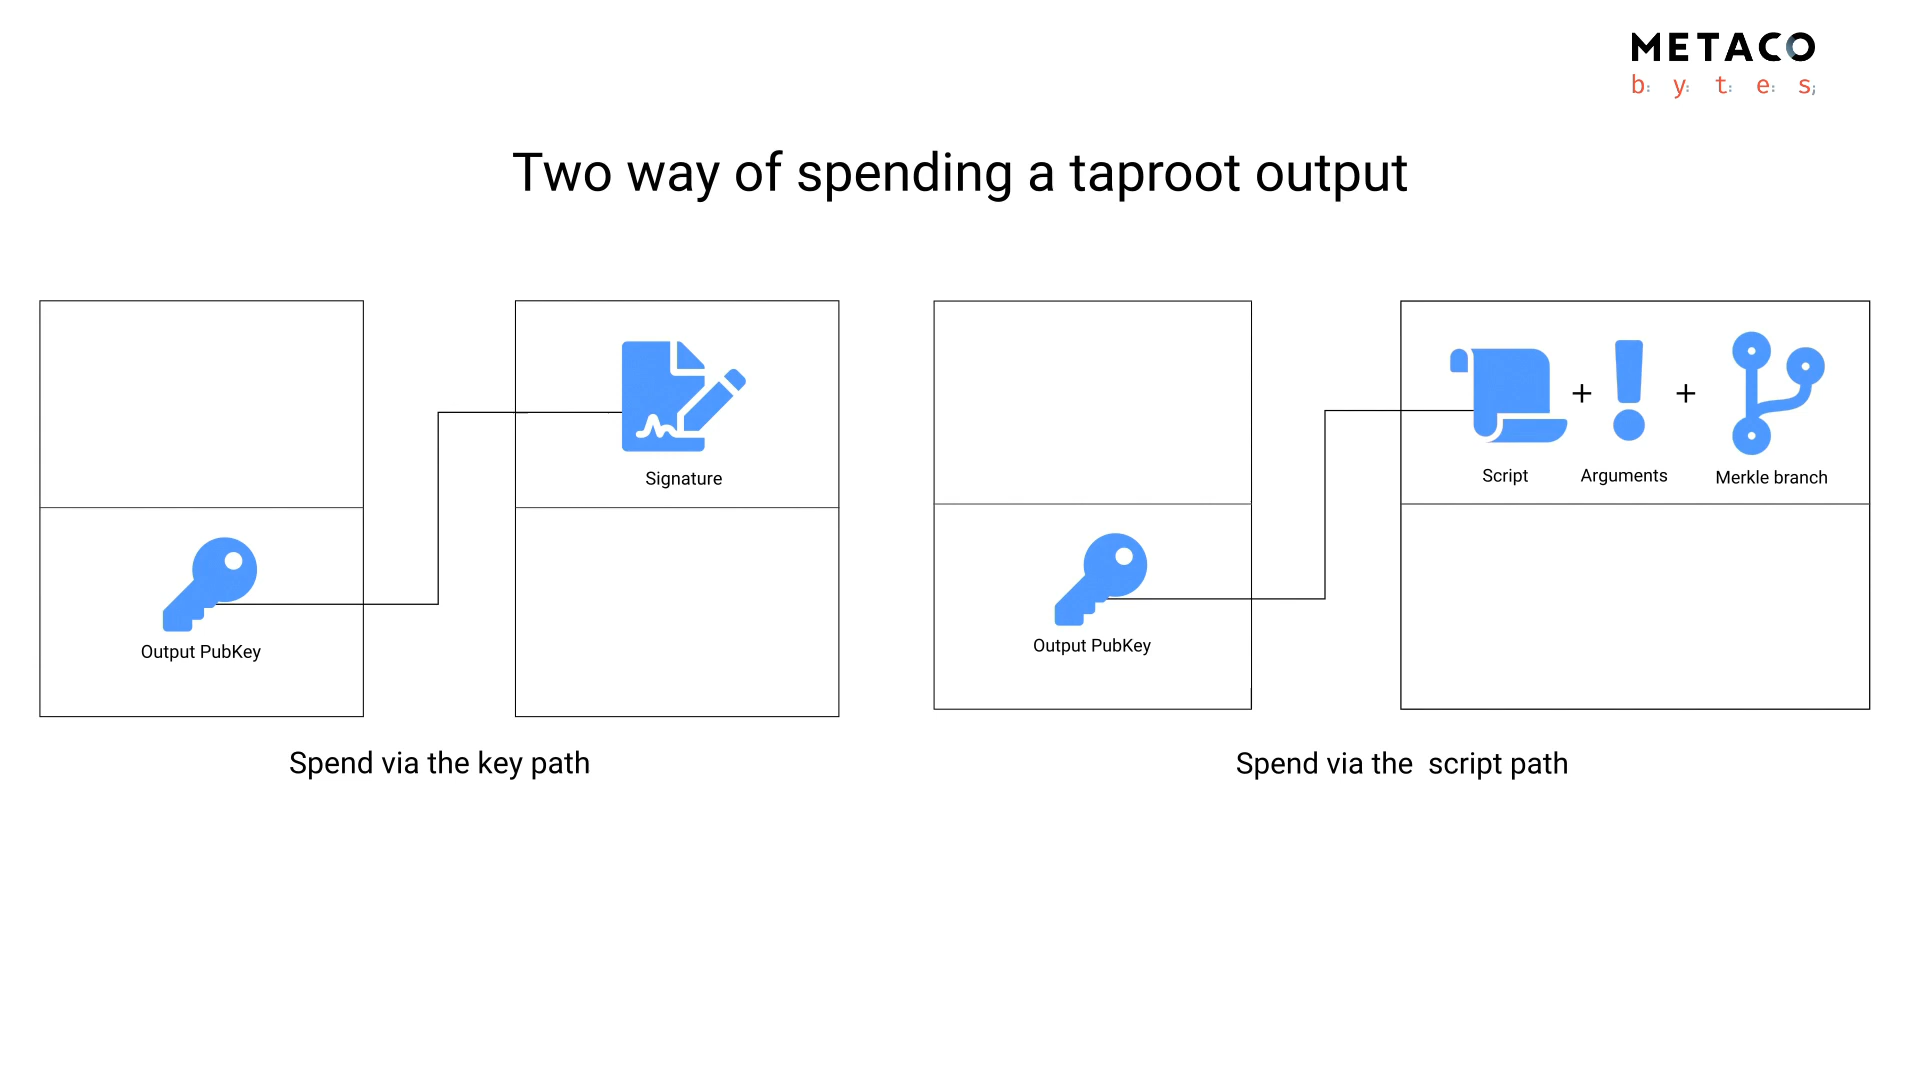 METACO
b: y: t: e: s;
Two way of spending a taproot output
Signature
Output PubKey
Spend via the key path
+ +
Script Arguments Merkle branch
Output PubKey
Spend via the  script path